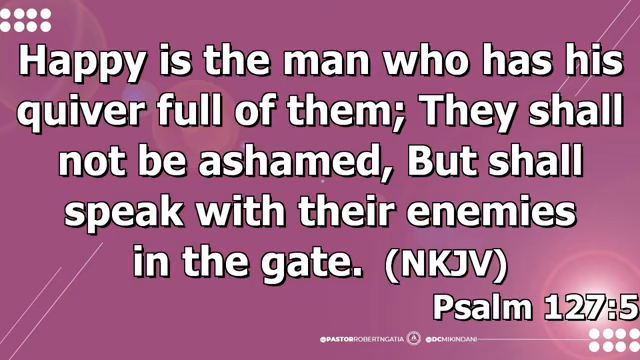 Happy is the man who has his
quiver full of them; They shall
not be ashamed, But shall
speak with their enemies
in the gate. (NKJV)
Psalm 127:5
@PASTORROBERTNGATIA @DCMIKINDANI